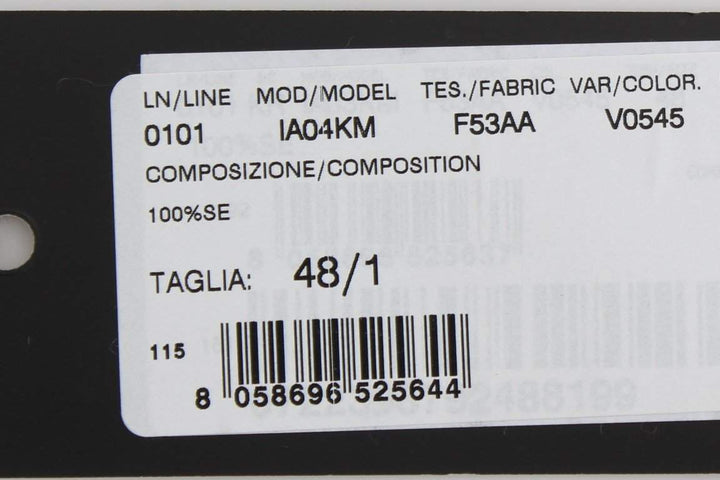 LN/LINE MOD/MODEL TES./FABRIC VAR/COLOR.
0101 IA04KM F53AA V0545
COMPOSIZIONE/COMPOSITION
100%SE
TAGLIA: 48/1
115
8 058696 525644